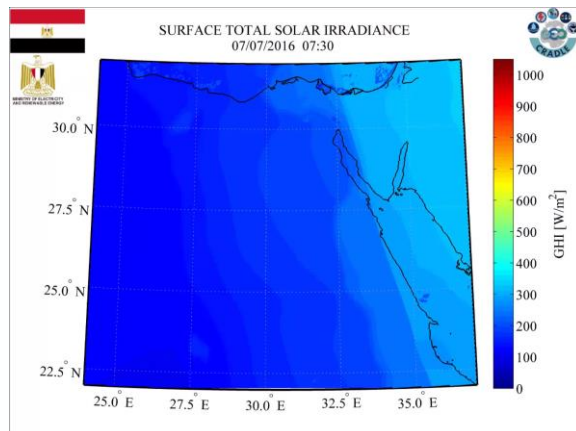 SURFACE TOTAL SOLAR IRRADIANCE
07/07/2016 07:30
CRADLE
MINISTRY OF ELECTRICITY
AND RENEWABLE ENERGY
30.0° N
27.5° N
25.0° N
22.5° N
25.0° E
27.5° E
30.0° E
32.5° E
35.0° E
1000
900
800
700
600
500
400
300
200
100
0
GHI [W/m²]